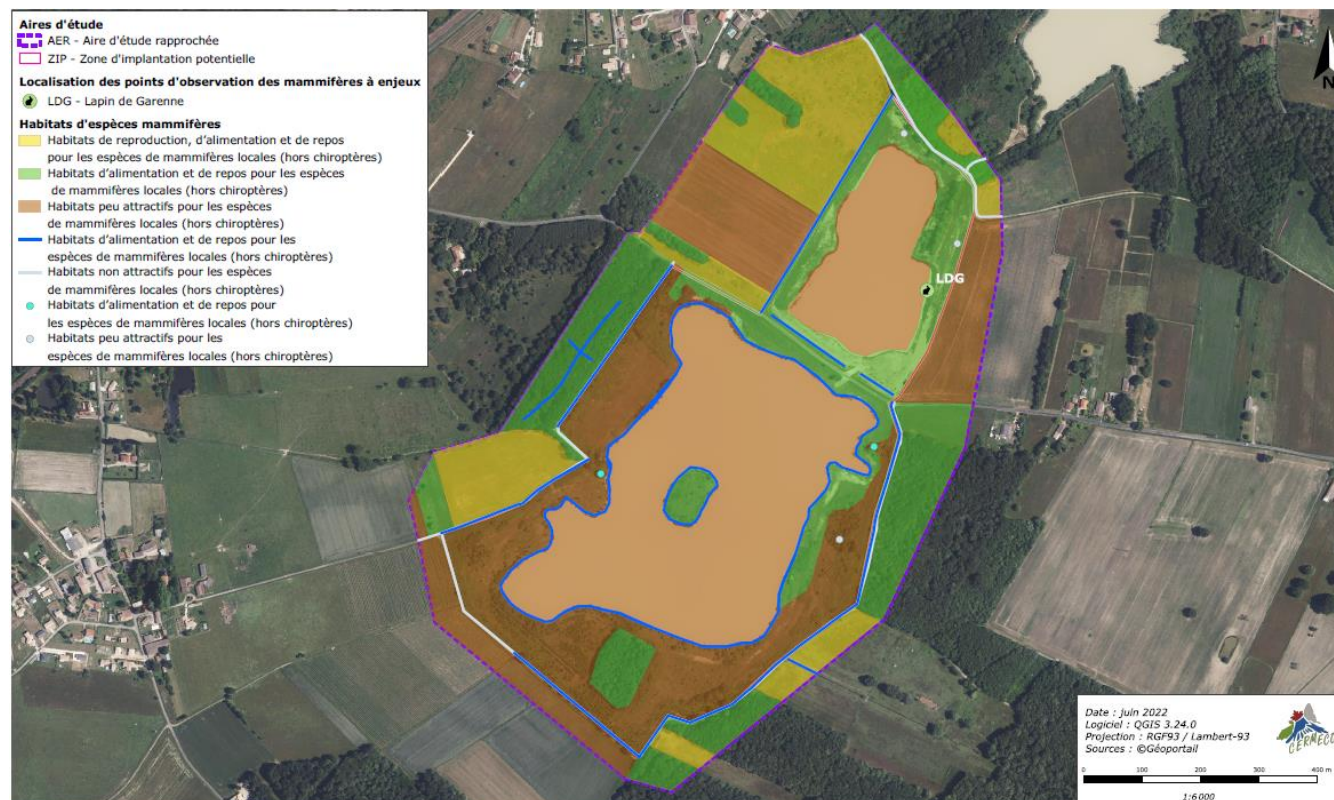 Aires d'étude
AER - Aire d'étude rapprochée
ZIP - Zone d'implantation potentielle
Localisation des points d'observation des mammifères à enjeux
LDG - Lapin de Garenne
Habitats d'espèces mammifères
Habitats de reproduction, d'alimentation et de repos
pour les espèces de mammifères locales (hors chiroptères)
Habitats d'alimentation et de repos pour les espèces
de mammifères locales (hors chiroptères)
Habitats peu attractifs pour les espèces
de mammifères locales (hors chiroptères)
Habitats d'alimentation et de repos pour les
espèces de mammifères locales (hors chiroptères)
Habitats non attractifs pour les espèces
de mammifères locales (hors chiroptères)
Habitats d'alimentation et de repos pour
les espèces de mammifères locales (hors chiroptères)
Habitats peu attractifs pour les
espèces de mammifères locales (hors chiroptères)
N
LDG
Date : juin 2022
Logiciel : QGIS 3.24.0
Projection : RGF93 / Lambert-93
Sources : ©Géoportail
CERMECO
0 100 200 300 400 m
1:6 000